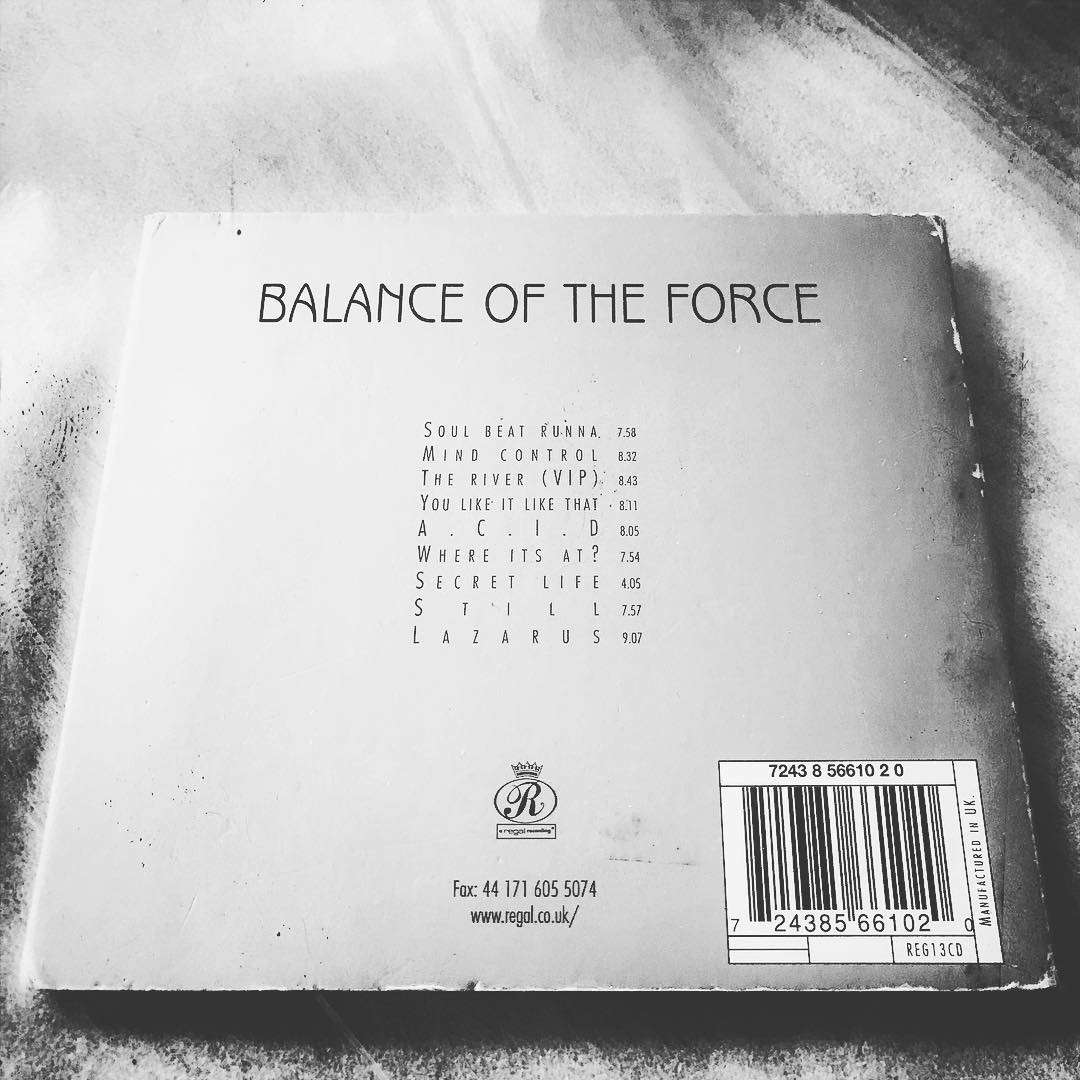 BALANCE OF THE FORCE
SOUL BEAT RUNNA 7.58
MIND CONTROL 8.32
THE RIVER (VIP) 8.43
YOU LIKE IT LIKE THAT 8.11
A.C.I.D 8.05
WHERE ITS AT? 7.54
SECRET LIFE 4.05
STILL 7.57
LAZARUS 9.07
R
a regal recording
Fax: 44 171 605 5074
www.regal.co.uk/
7243 8 56610 2 0
7 24385 66102 0
REG13CD
MANUFACTURED IN UK.